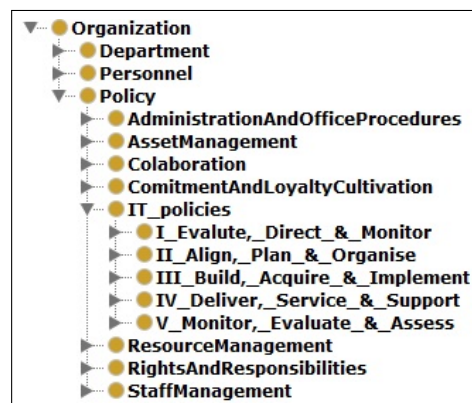 Organization
Department
Personnel
Policy
AdministrationAndOfficeProcedures
AssetManagement
Colaboration
ComitmentAndLoyaltyCultivation
IT_policies
I_Evalute,_Direct_&_Monitor
II_Align,_Plan_&_Organise
III_Build,_Acquire_&_Implement
IV_Deliver,_Service_&_Support
V_Monitor,_Evaluate_&_Assess
ResourceManagement
RightsAndResponsibilities
StaffManagement